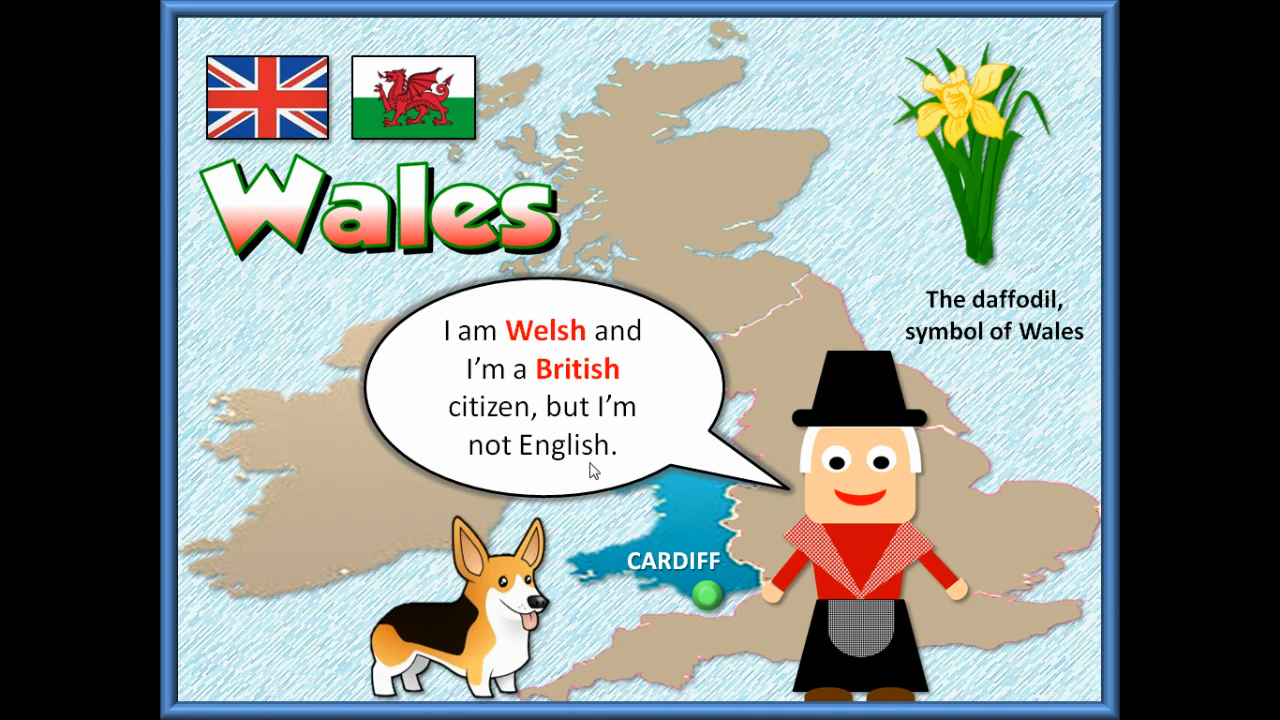 Wales
The daffodil,
symbol of Wales
I am Welsh and
I'm a British
citizen, but I'm
not English.
CARDIFF